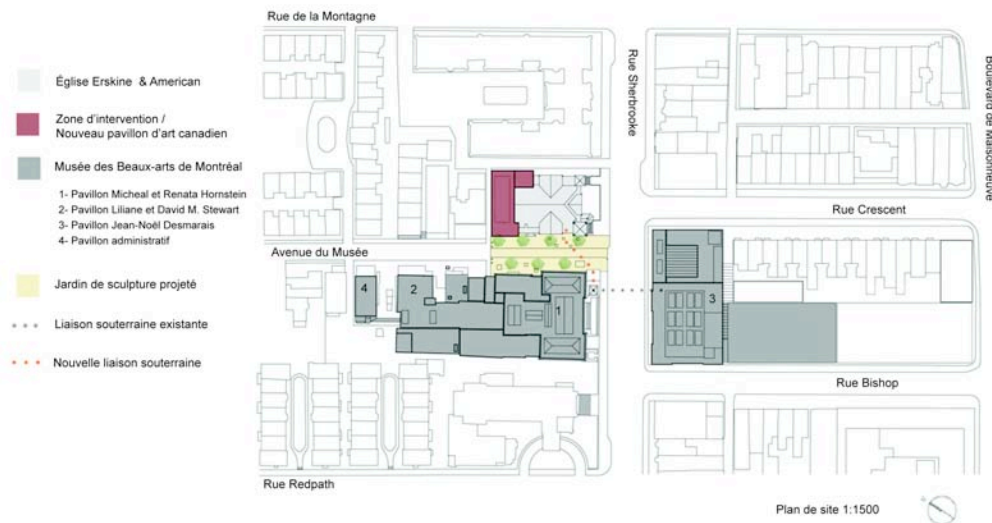 Rue de la Montagne
Église Erskine & American
Zone d'intervention /
Nouveau pavillon d'art canadien
Musée des Beaux-arts de Montréal
1- Pavillon Micheal et Renata Hornstein
2- Pavillon Liliane et David M. Stewart
3- Pavillon Jean-Noël Desmarais
4- Pavillon administratif
Jardin de sculpture projeté
Liaison souterraine existante
Nouvelle liaison souterraine
Rue Sherbrooke
Boulevard de Maisonneuve
Rue Crescent
Avenue du Musée
4
2
1
3
Rue Bishop
Rue Redpath
Plan de site 1:1500